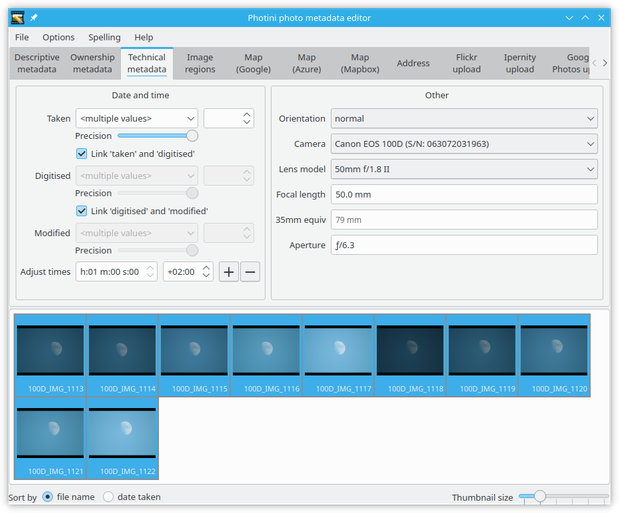 Photini photo metadata editor
File Options Spelling Help
Descriptive metadata
Ownership metadata
Technical metadata
Image regions
Map (Google)
Map (Azure)
Map (Mapbox)
Address
Flickr upload
Ipernity upload
Goog
Photos up
Date and time
Taken <multiple values>
Precision
Link 'taken' and 'digitised'
Digitised <multiple values>
Precision
Link 'digitised' and 'modified'
Modified <multiple values>
Precision
Adjust times h:01 m:00 s:00 +02:00 + −
Other
Orientation normal
Camera Canon EOS 100D (S/N: 063072031963)
Lens model 50mm f/1.8 II
Focal length 50.0 mm
35mm equiv 79 mm
Aperture ƒ/6.3
100D_IMG_1113 100D_IMG_1114 100D_IMG_1115 100D_IMG_1116 100D_IMG_1117 100D_IMG_1118 100D_IMG_1119 100D_IMG_1120
100D_IMG_1121 100D_IMG_1122
Sort by file name date taken Thumbnail size